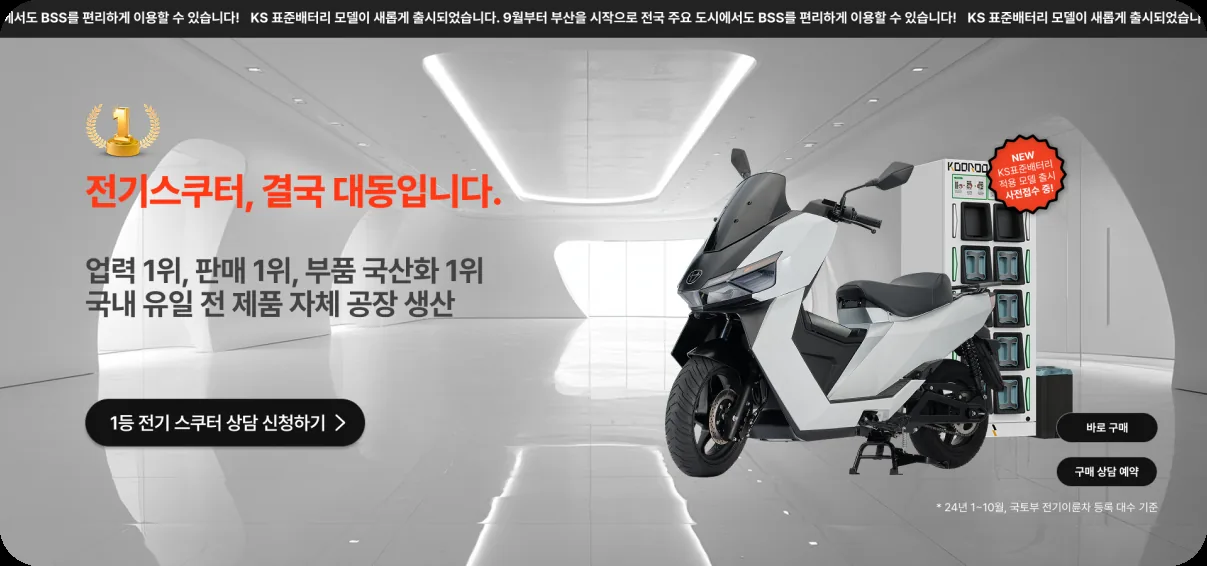 에서도 BSS를 편리하게 이용할 수 있습니다! KS 표준배터리 모델이 새롭게 출시되었습니다. 9월부터 부산을 시작으로 전국 주요 도시에서도 BSS를 편리하게 이용할 수 있습니다! KS 표준배터리 모델이 새롭게 출시되었습니
1
전기스쿠터, 결국 대동입니다.
업력 1위, 판매 1위, 부품 국산화 1위
국내 유일 전 제품 자체 공장 생산
1등 전기 스쿠터 상담 신청하기
NEW
KS표준배터리
적용 모델 출시
사전접수 중!
바로 구매
구매 상담 예약
* 24년 1~10월, 국토부 전기이륜차 등록 대수 기준